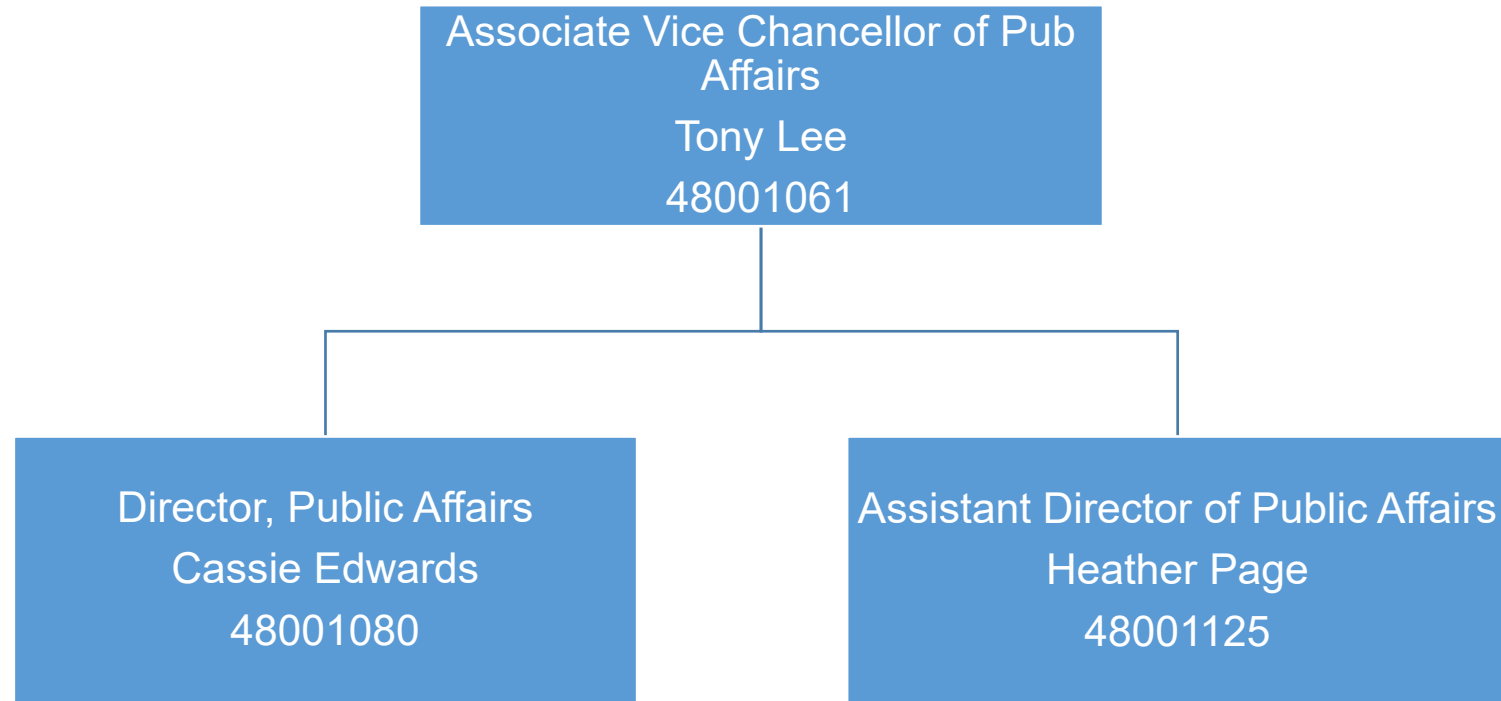 Associate Vice Chancellor of Pub
Affairs
Tony Lee
48001061
Director, Public Affairs
Cassie Edwards
48001080
Assistant Director of Public Affairs
Heather Page
48001125